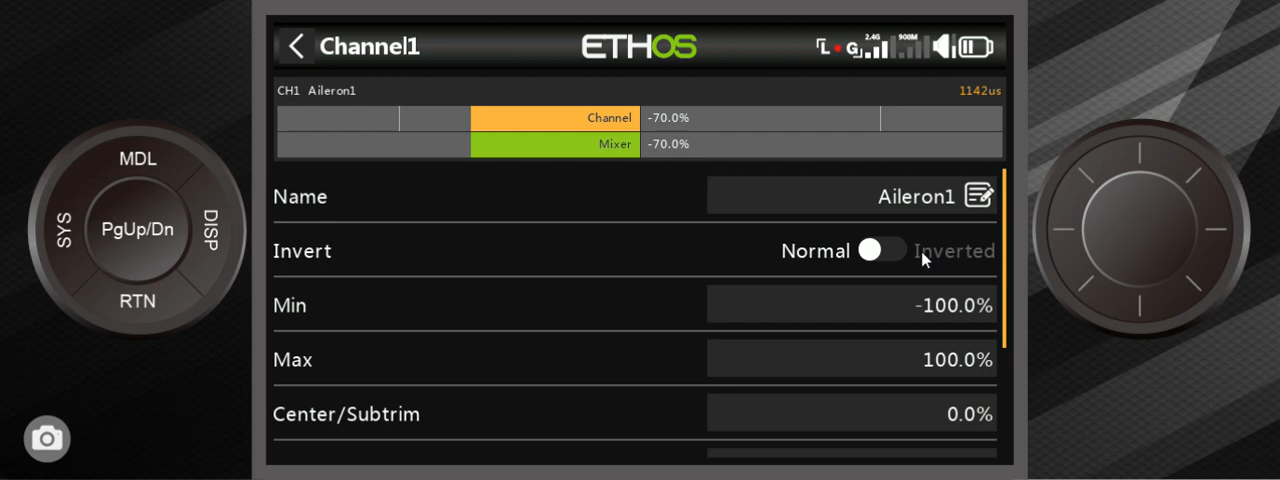 Channel1 ETHOS L G 2.4G 900M
CH1 Aileron1 1142us
Channel -70.0%
Mixer -70.0%
MDL
SYS PgUp/Dn DISP
RTN
Name Aileron1
Invert Normal Inverted
Min -100.0%
Max 100.0%
Center/Subtrim 0.0%